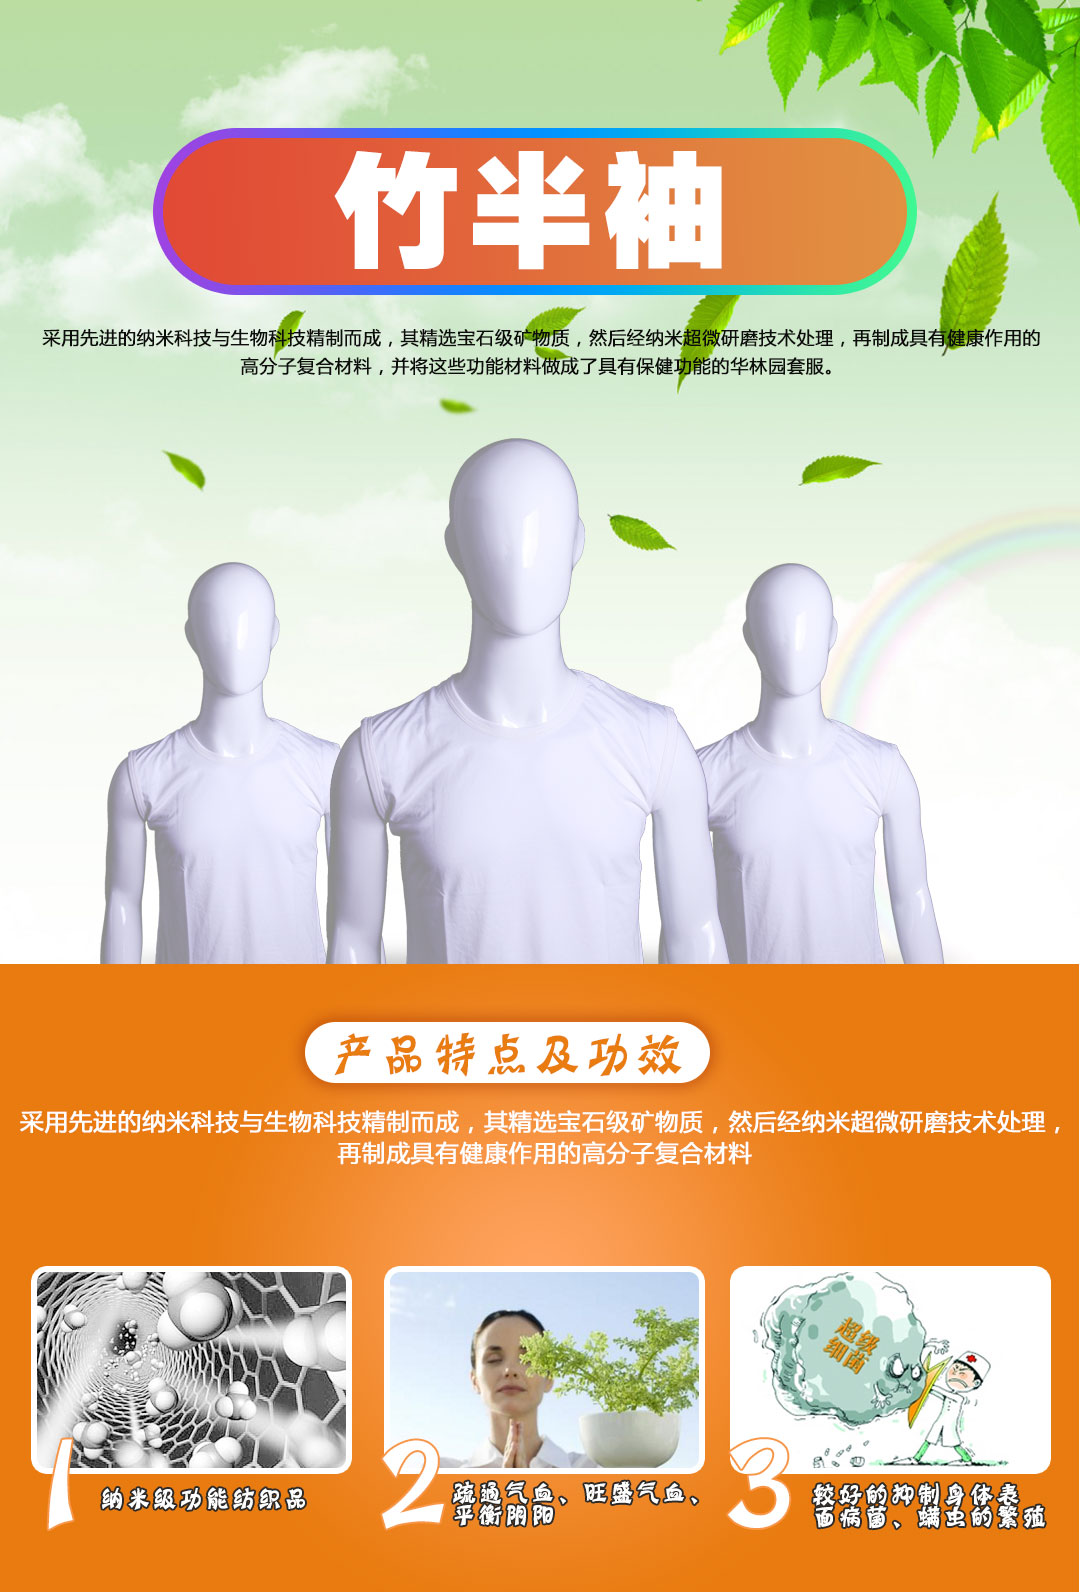 竹半袖
采用先进的纳米科技与生物科技精制而成，其精选宝石级矿物质，然后经纳米超微研磨技术处理，再制成具有健康作用的
高分子复合材料，并将这些功能材料做成了具有保健功能的华林园套服。
产品特点及功效
采用先进的纳米科技与生物科技精制而成，其精选宝石级矿物质，然后经纳米超微研磨技术处理，
再制成具有健康作用的高分子复合材料
超级
细菌
1 纳米级功能纺织品
2 疏通气血、旺盛气血、
平衡阴阳
3 较好的抑制身体表
面病菌、螨虫的繁殖